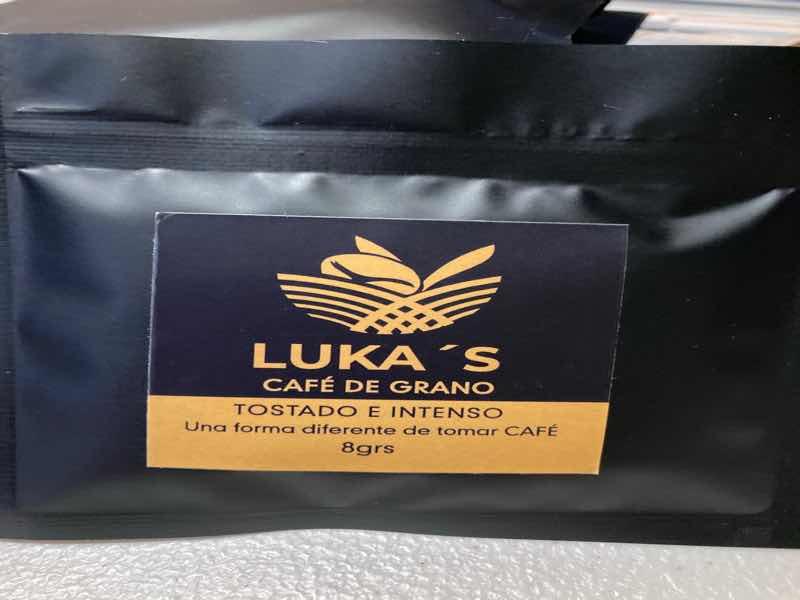 LUKA ´S
CAFÉ DE GRANO
TOSTADO E INTENSO
Una forma diferente de tomar CAFÉ
8grs